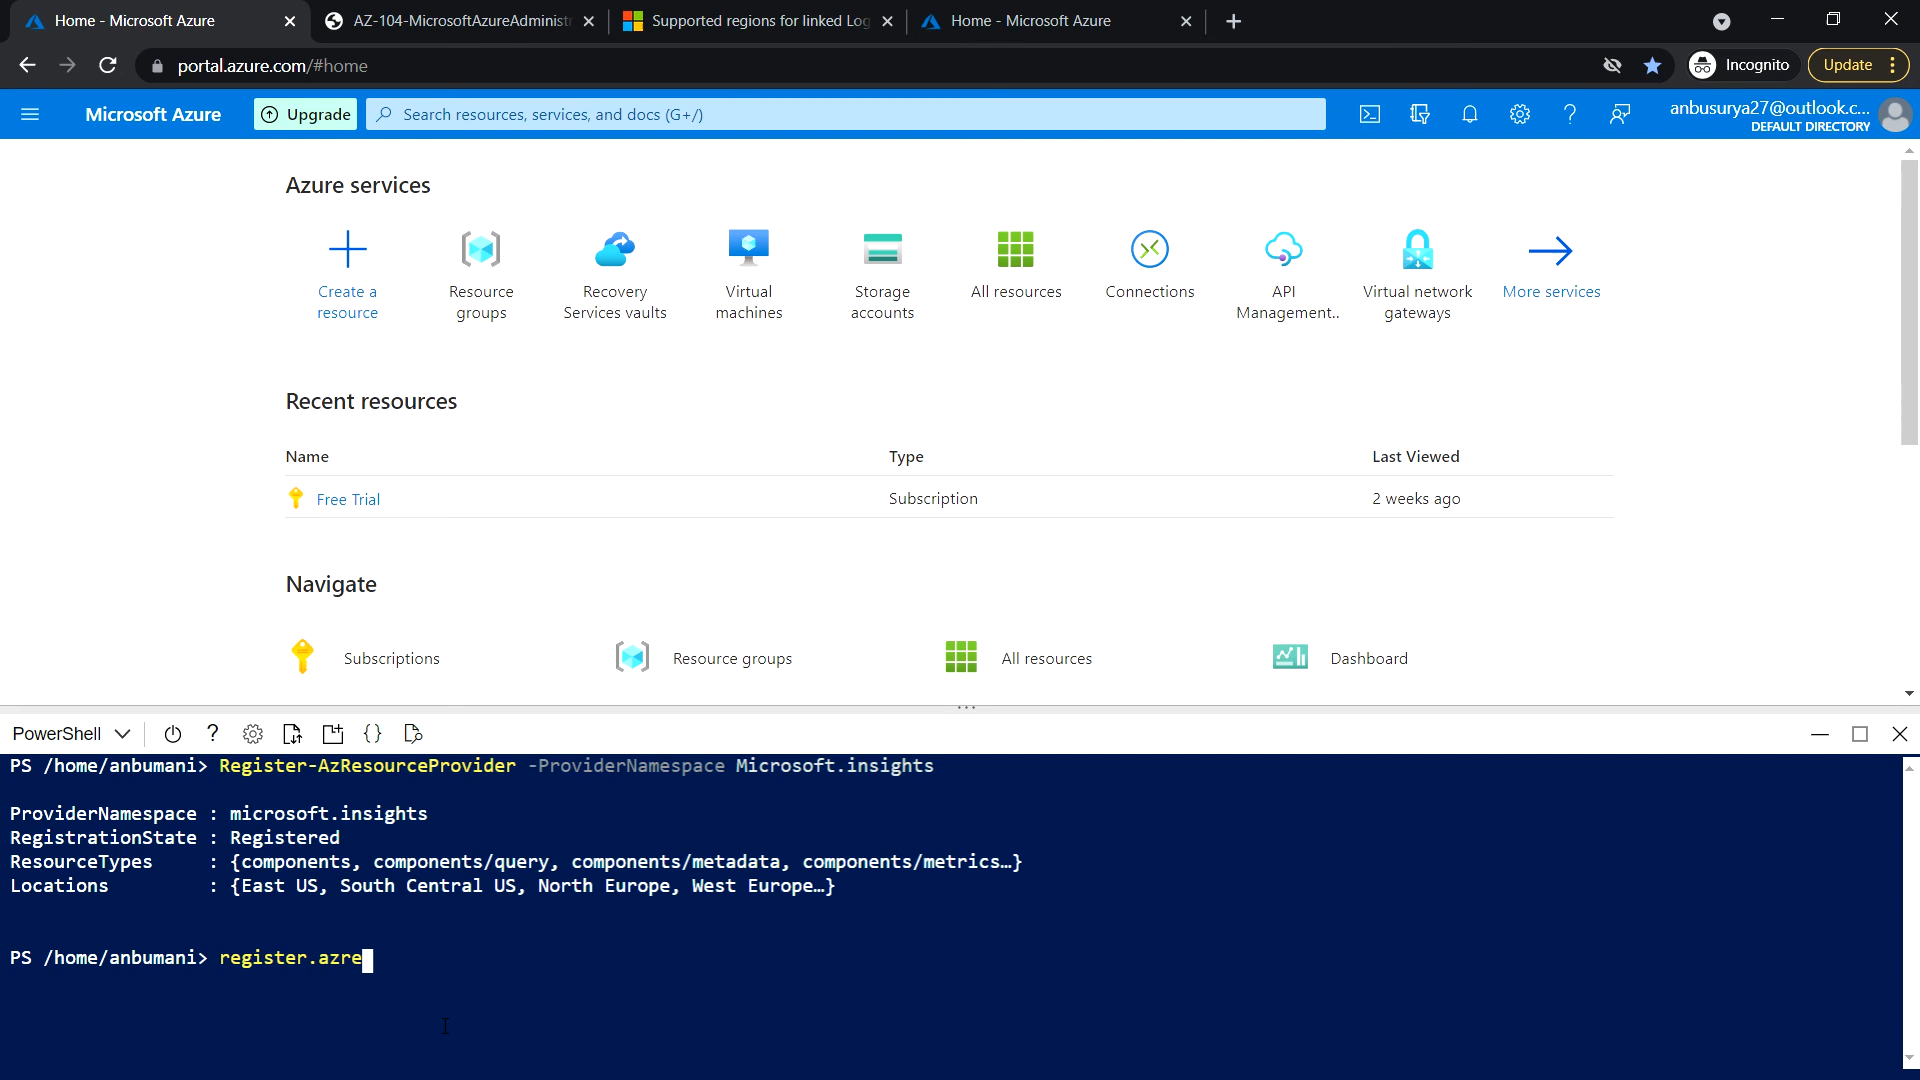 Home - Microsoft Azure
AZ-104-MicrosoftAzureAdminist
Supported regions for linked Log
Home - Microsoft Azure
portal.azure.com/#home
Incognito
Update
Microsoft Azure
Upgrade
Search resources, services, and docs (G+/)
anbusurya27@outlook.c...
DEFAULT DIRECTORY
Azure services
Create a resource
Resource groups
Recovery Services vaults
Virtual machines
Storage accounts
All resources
Connections
API Management..
Virtual network gateways
More services
Recent resources
Name Type Last Viewed
Free Trial Subscription 2 weeks ago
Navigate
Subscriptions
Resource groups
All resources
Dashboard
PowerShell
PS /home/anbumani> Register-AzResourceProvider -ProviderNamespace Microsoft.insights
ProviderNamespace : microsoft.insights
RegistrationState : Registered
ResourceTypes : {components, components/query, components/metadata, components/metrics…}
Locations : {East US, South Central US, North Europe, West Europe…}
PS /home/anbumani> register.azre